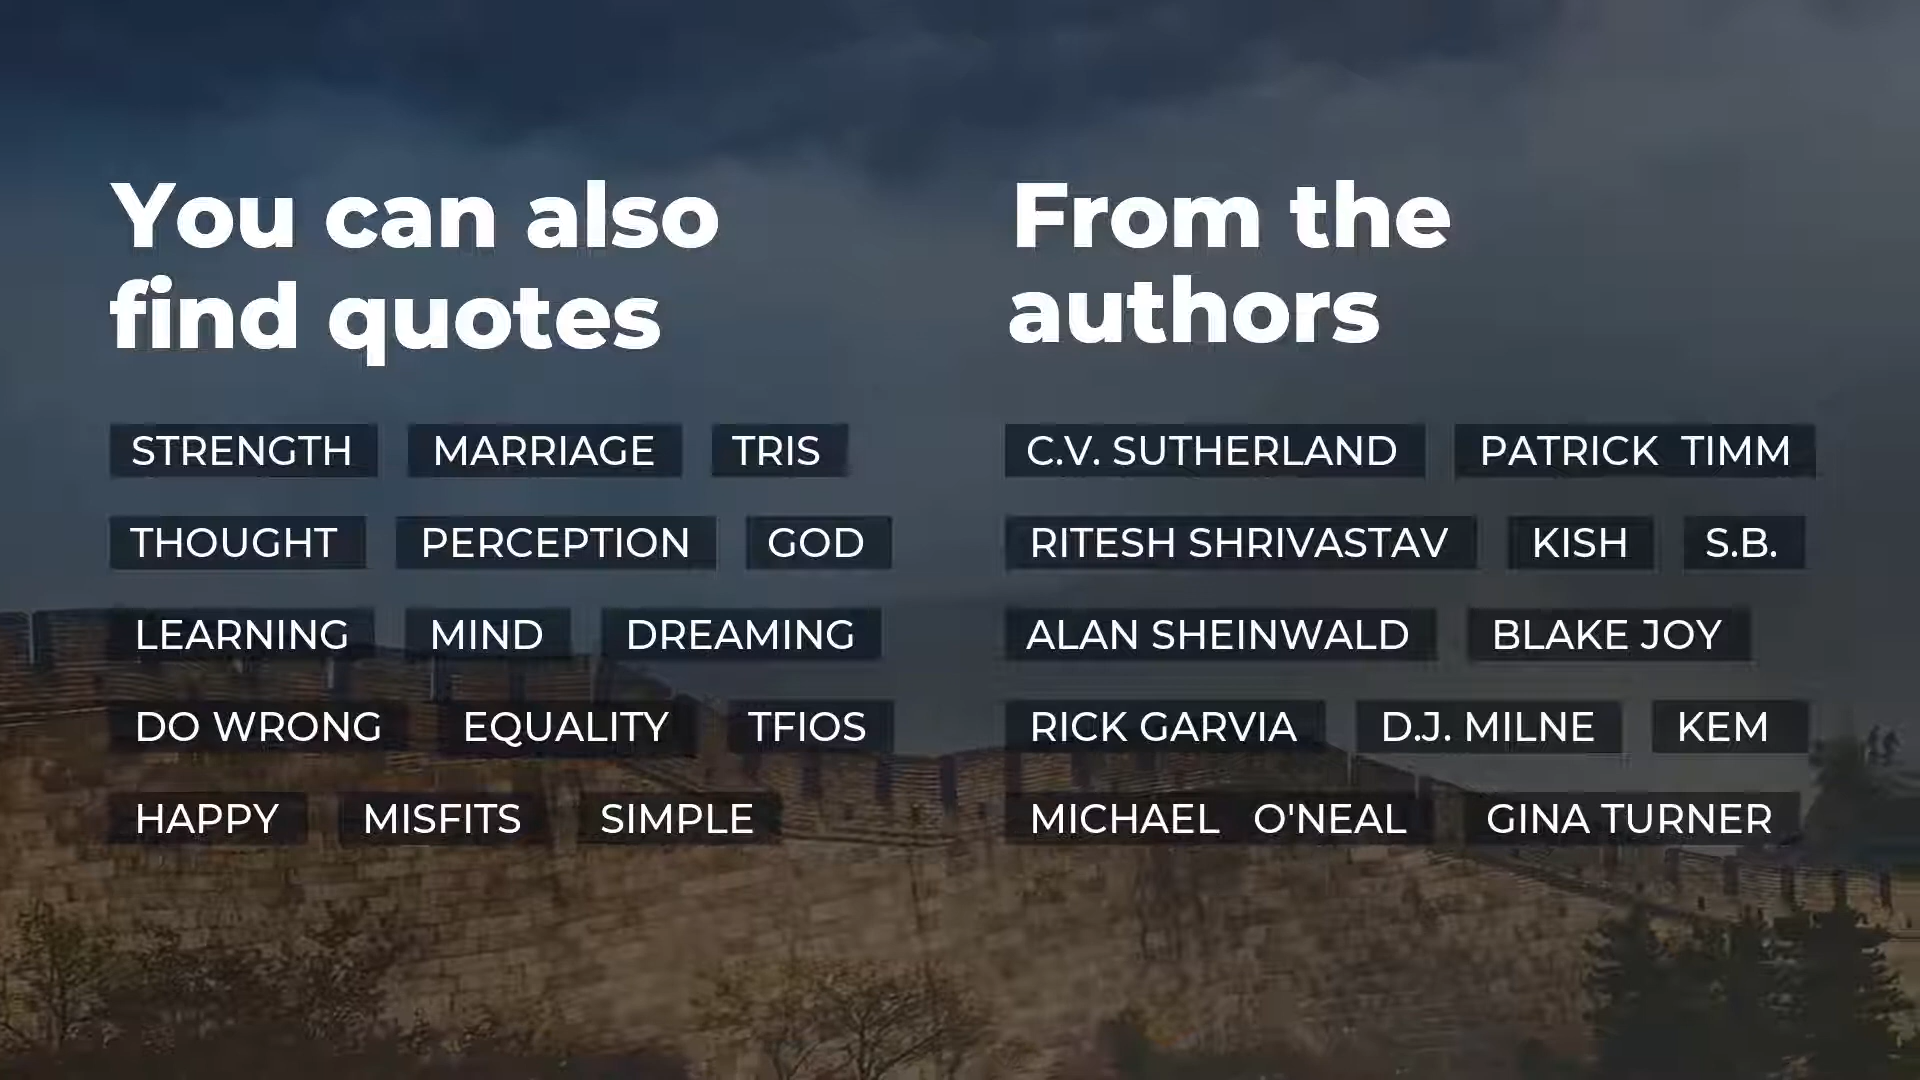 You can also
find quotes
STRENGTH MARRIAGE TRIS
THOUGHT PERCEPTION GOD
LEARNING MIND DREAMING
DO WRONG EQUALITY TFIOS
HAPPY MISFITS SIMPLE
From the
authors
C.V. SUTHERLAND PATRICK TIMM
RITESH SHRIVASTAV KISH S.B.
ALAN SHEINWALD BLAKE JOY
RICK GARVIA D.J. MILNE KEM
MICHAEL O'NEAL GINA TURNER